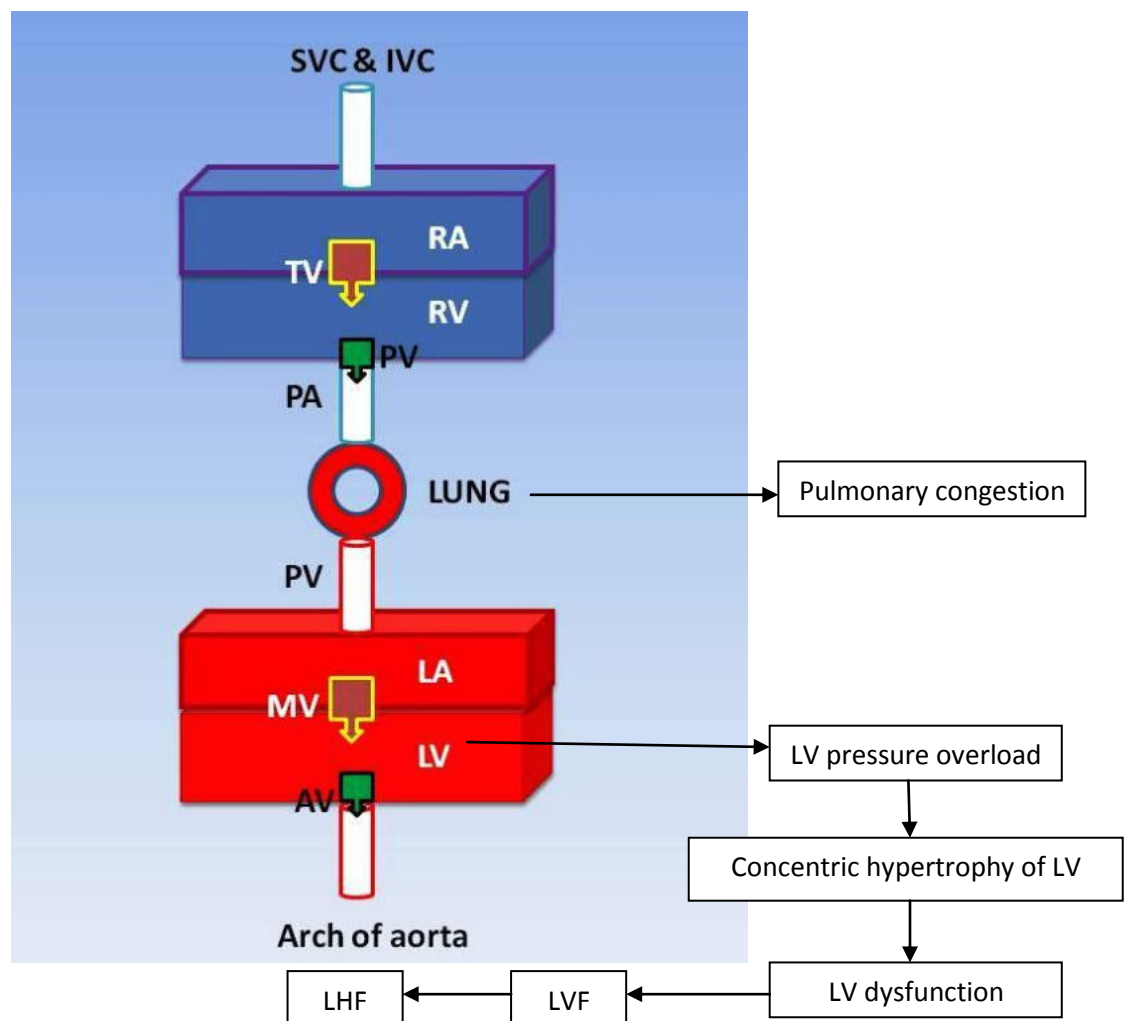 SVC & IVC
RA
TV
RV
PV
PA
LUNG
Pulmonary congestion
PV
LA
MV
LV
LV pressure overload
AV
Concentric hypertrophy of LV
Arch of aorta
LV dysfunction
LVF
LHF